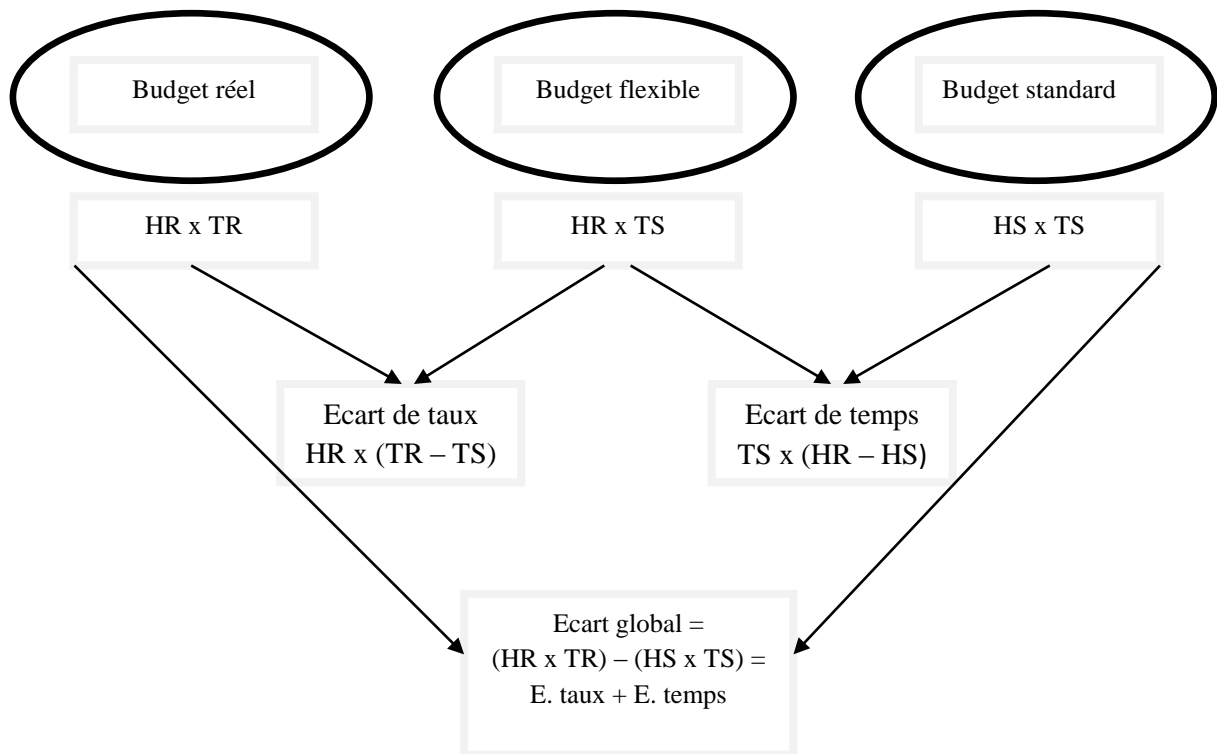 Budget réel
Budget flexible
Budget standard
HR x TR
HR x TS
HS x TS
Ecart de taux
HR x (TR – TS)
Ecart de temps
TS x (HR – HS)
Ecart global =
(HR x TR) – (HS x TS) =
E. taux + E. temps